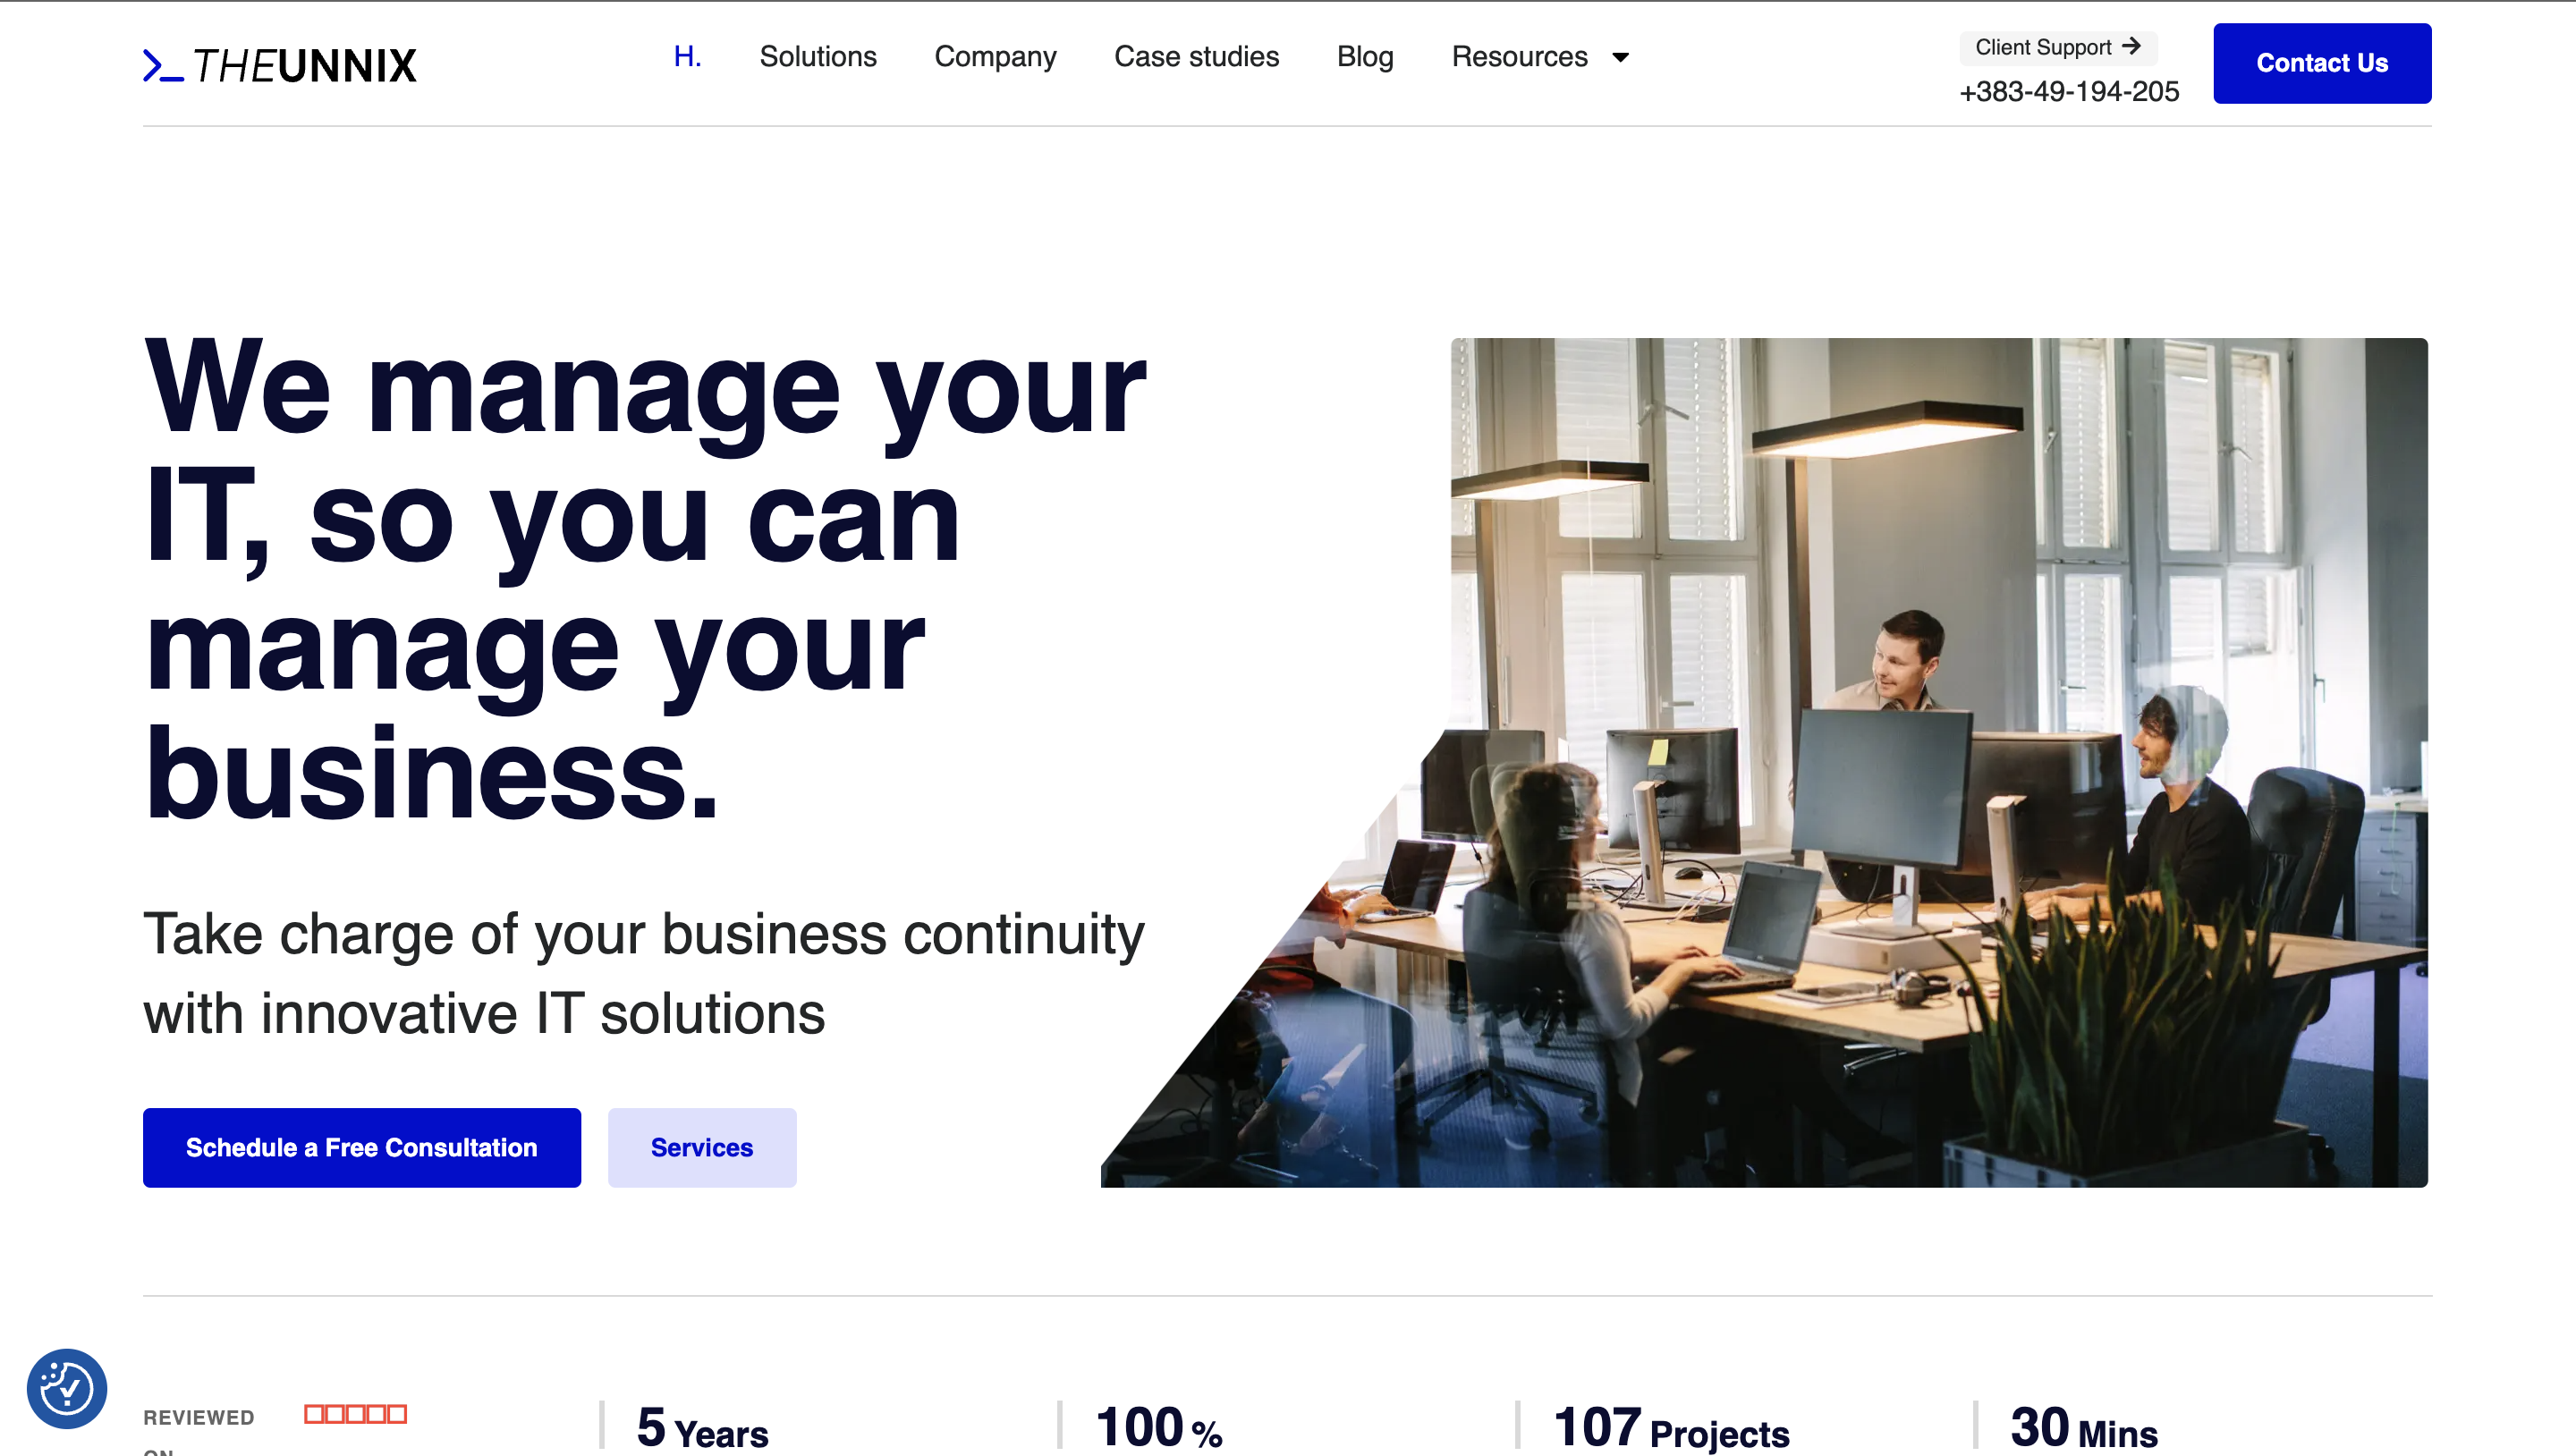 THEUNNIX
H.
Solutions
Company
Case studies
Blog
Resources
Client Support
+383-49-194-205
Contact Us
We manage your
IT, so you can
manage your
business.
Take charge of your business continuity
with innovative IT solutions
Schedule a Free Consultation
Services
REVIEWED
ON
5 Years
100 %
107 Projects
30 Mins